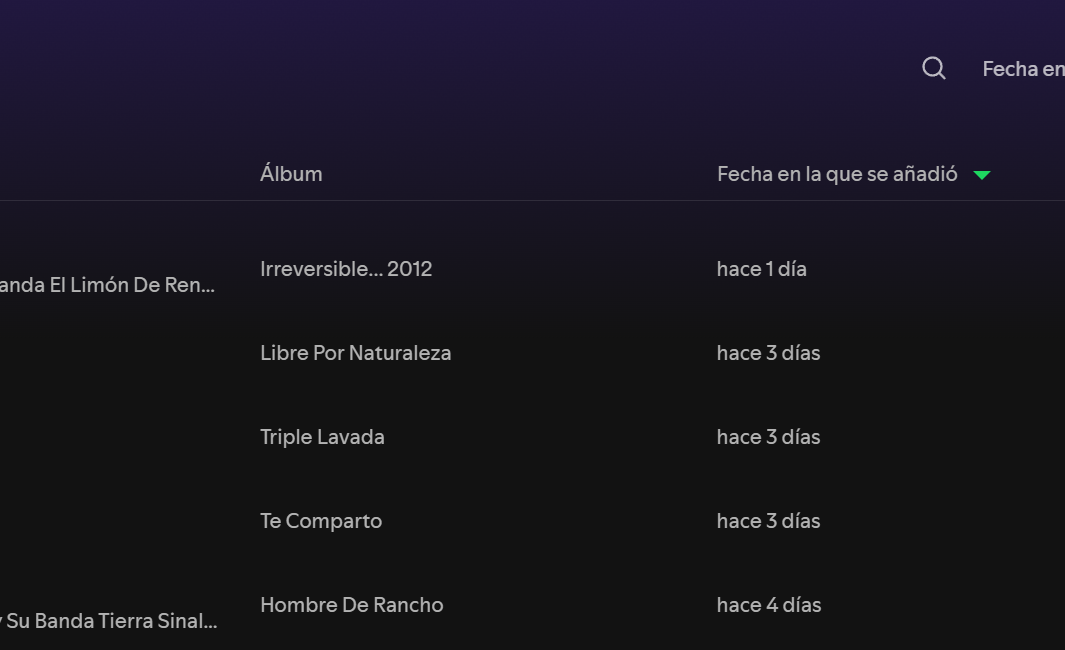 Fecha en
Álbum
Fecha en la que se añadió
Irreversible... 2012
hace 1 día
anda El Limón De Ren...
Libre Por Naturaleza
hace 3 días
Triple Lavada
hace 3 días
Te Comparto
hace 3 días
Hombre De Rancho
hace 4 días
y Su Banda Tierra Sinal...